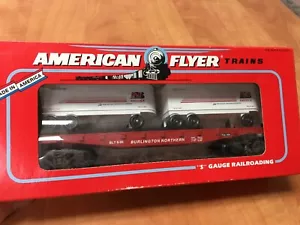 AMERICAN FLYER TRAINS
MADE IN AMERICA
BURLINGTON NORTHERN
"S" GAUGE RAILROADING